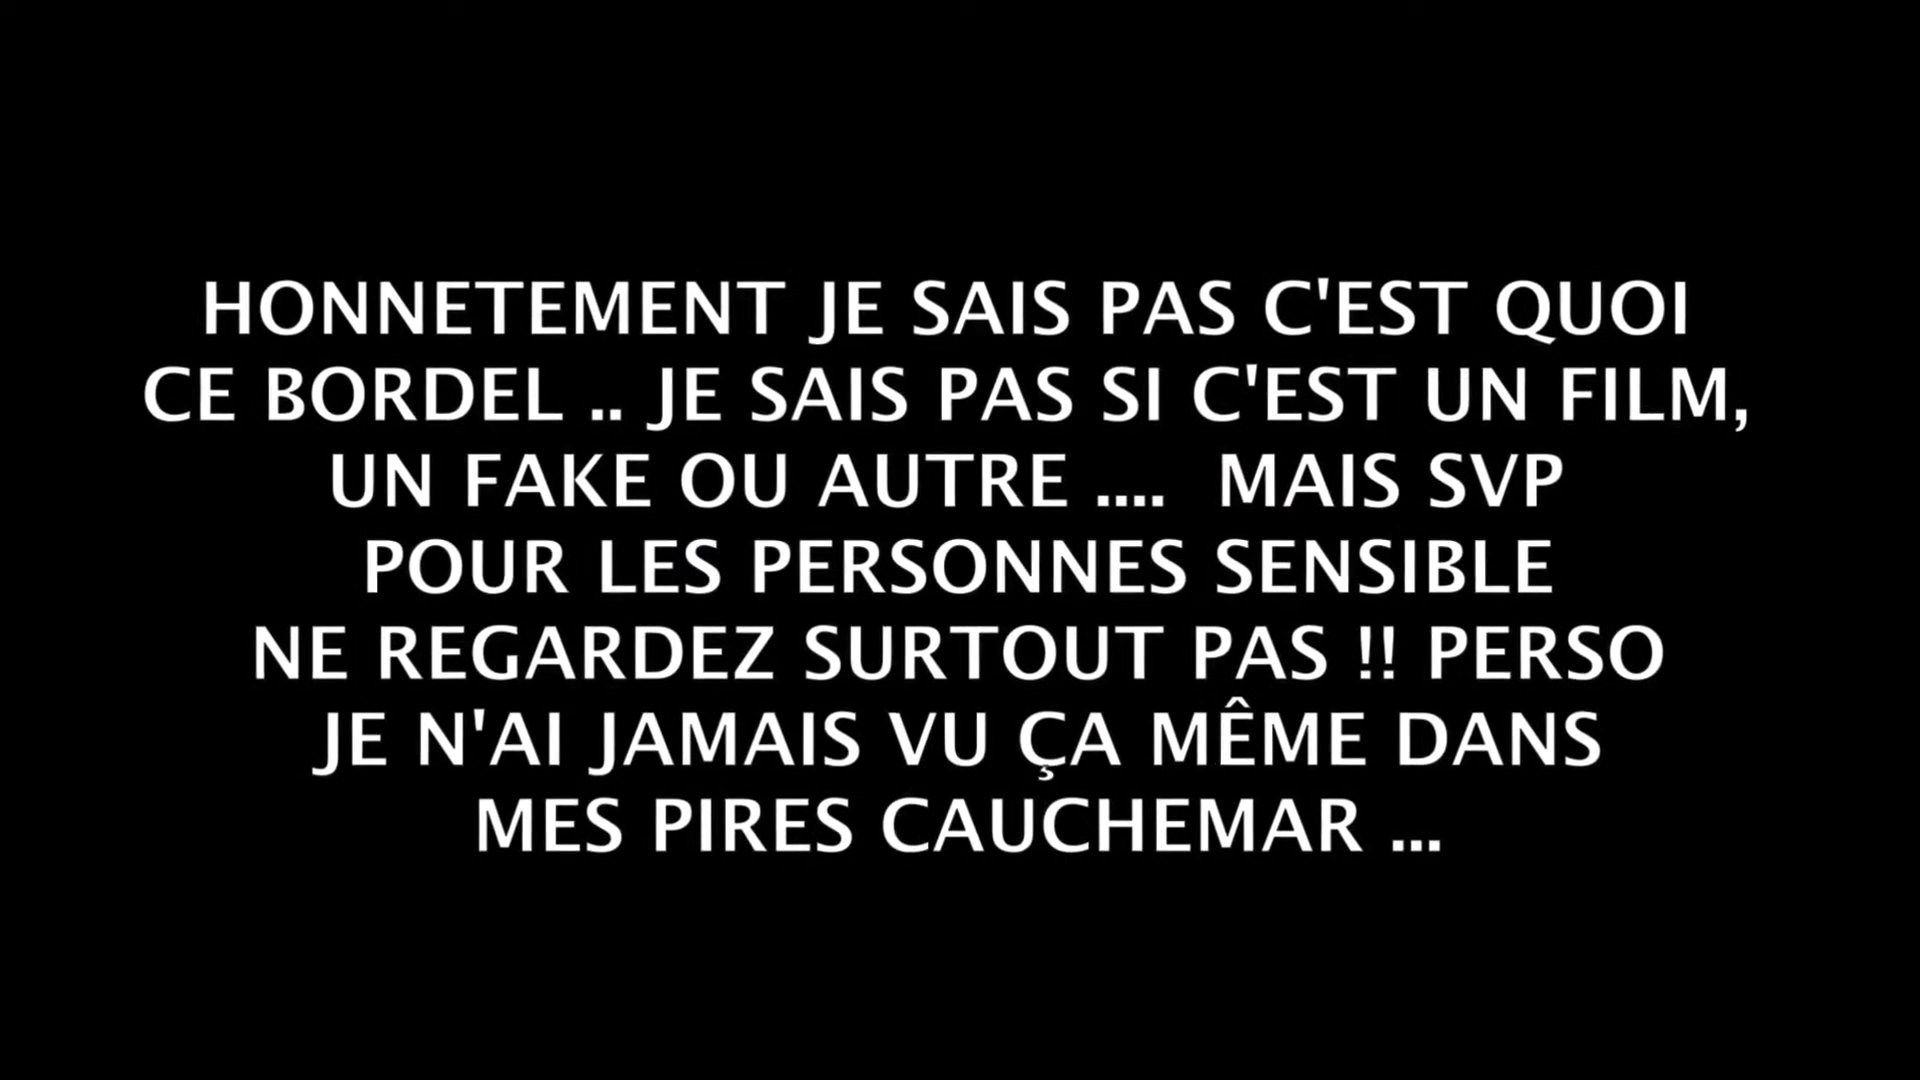 HONNETEMENT JE SAIS PAS C'EST QUOI
CE BORDEL .. JE SAIS PAS SI C'EST UN FILM,
UN FAKE OU AUTRE ....  MAIS SVP
POUR LES PERSONNES SENSIBLE
NE REGARDEZ SURTOUT PAS !! PERSO
JE N'AI JAMAIS VU ÇA MÊME DANS
MES PIRES CAUCHEMAR ...